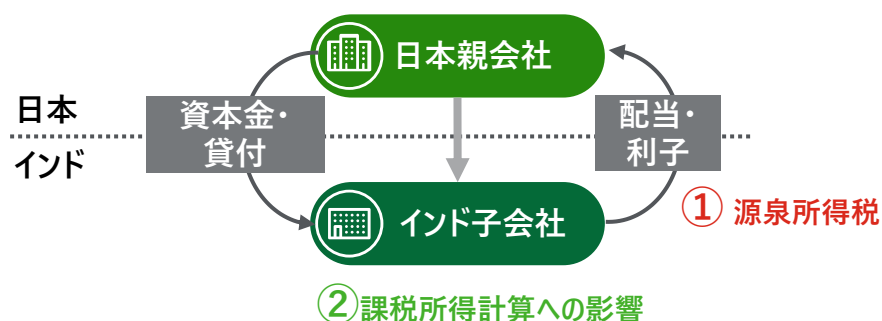 日本親会社
日本
資本金・
貸付
配当・
利子
インド
インド子会社
① 源泉所得税
②課税所得計算への影響